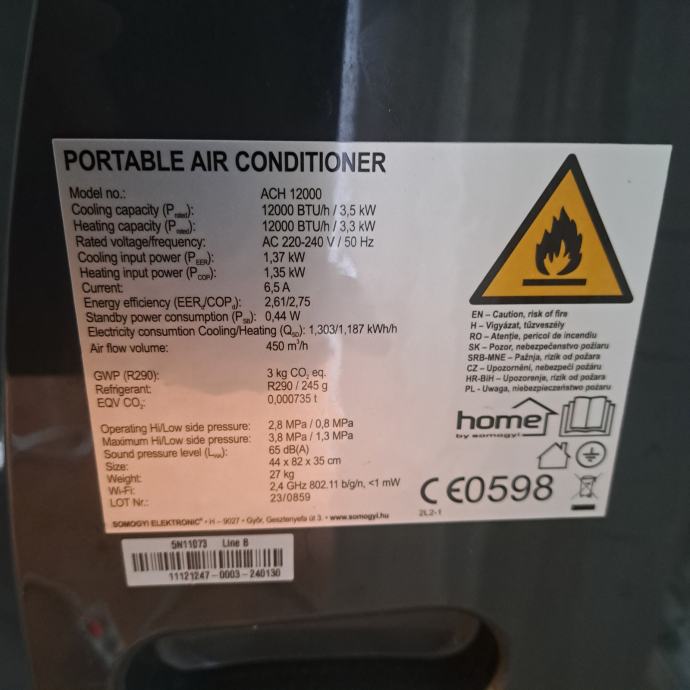 PORTABLE AIR CONDITIONER
Model no.: ACH 12000
Cooling capacity (Prated): 12000 BTU/h / 3,5 kW
Heating capacity (Prated): 12000 BTU/h / 3,3 kW
Rated voltage/frequency: AC 220-240 V / 50 Hz
Cooling input power (PEER): 1,37 kW
Heating input power (PCOP): 1,35 kW
Current: 6,5 A
Energy efficiency (EERd/COPd): 2,61/2,75
Standby power consumption (PSB): 0,44 W
Electricity consumtion Cooling/Heating (QSD): 1,303/1,187 kWh/h
Air flow volume: 450 m³/h
GWP (R290): 3 kg CO₂ eq.
Refrigerant: R290 / 245 g
EQV CO₂: 0,000735 t
Operating Hi/Low side pressure: 2,8 MPa / 0,8 MPa
Maximum Hi/Low side pressure: 3,8 MPa / 1,3 MPa
Sound pressure level (LWA): 65 dB(A)
Size: 44 x 82 x 35 cm
Weight: 27 kg
Wi-Fi: 2,4 GHz 802.11 b/g/n, <1 mW
LOT Nr.: 23/0859
SOMOGYI ELEKTRONIC® • H – 9027 • Győr, Gesztenyefa út 3. • www.somogyi.hu
EN – Caution, risk of fire
H – Vigyázat, tűzveszély
RO – Atenție, pericol de incendiu
SK – Pozor, nebezpečenstvo požiaru
SRB-MNE – Pažnja, rizik od požara
CZ – Upozornění, nebezpečí požáru
HR-BiH – Upozorenje, rizik od požara
PL - Uwaga, niebezpieczeństwo pożaru
home
by somogyi
CE0598
2L2-1
5N11073 Line B
11121247-0003-240130